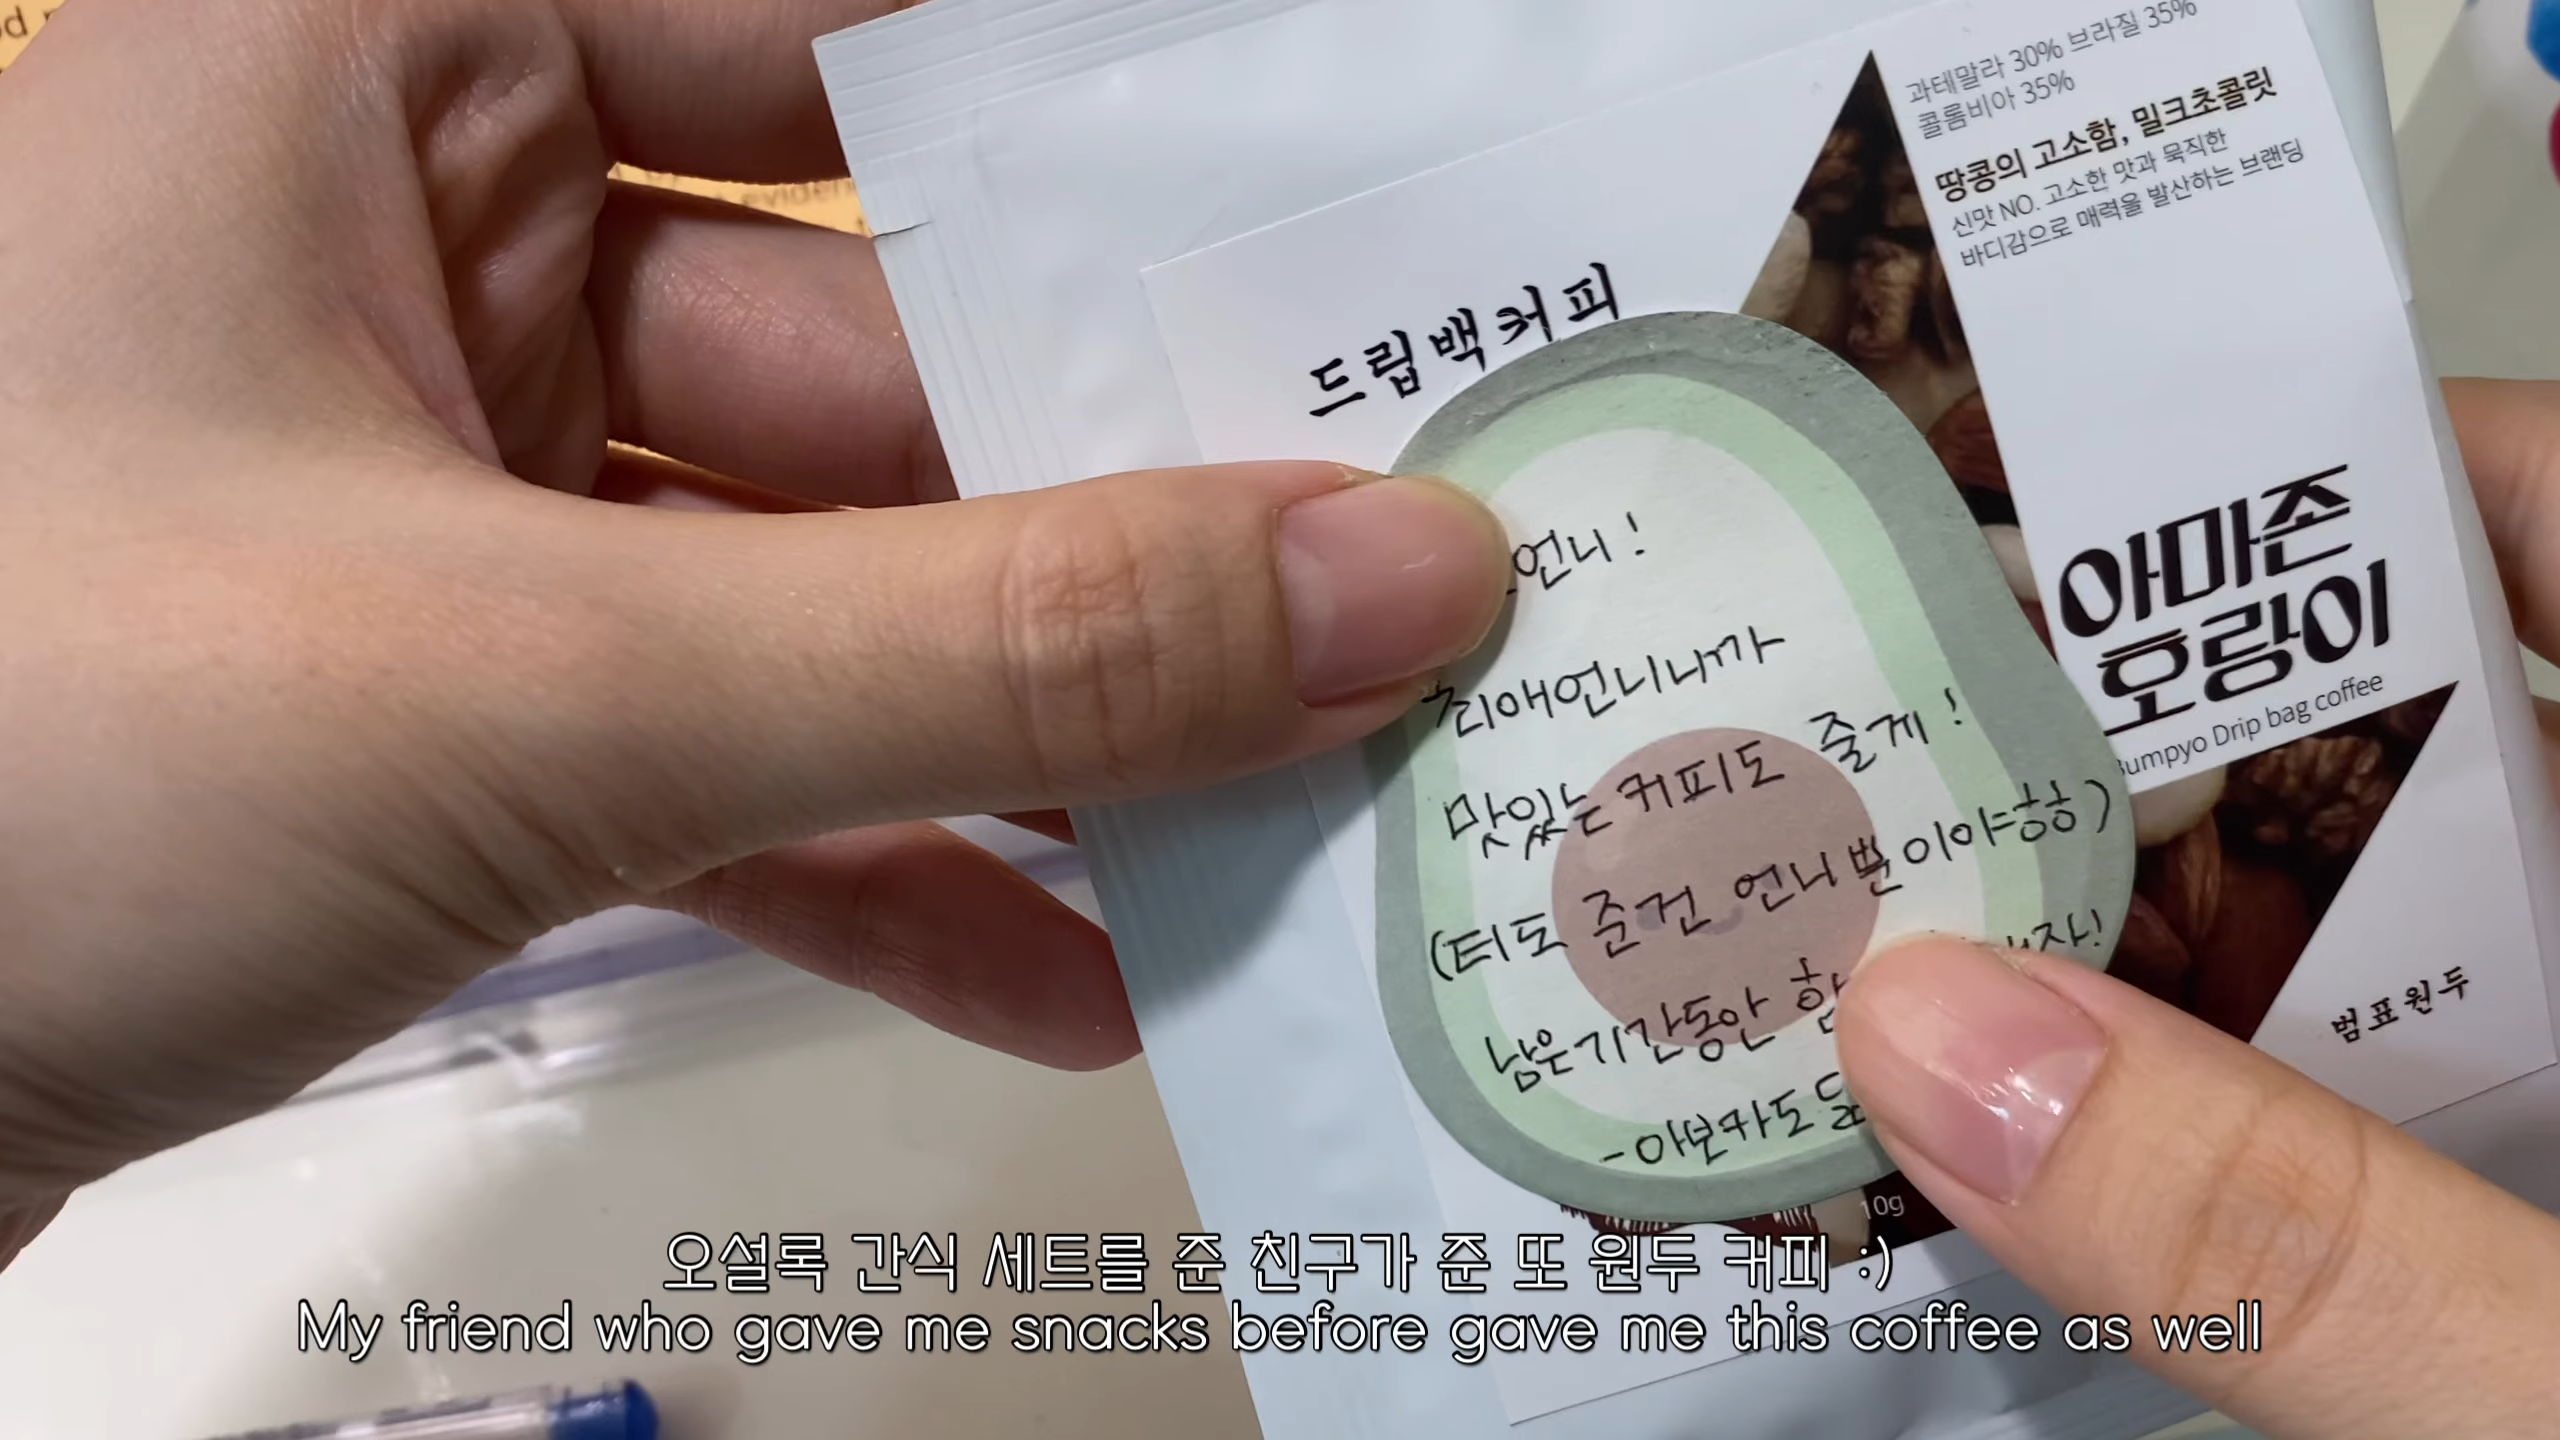 과테말라 30% 브라질 35%
콜롬비아 35%
땅콩의 고소함, 밀크초콜릿
신맛 NO. 고소한 맛과 묵직한
바디감으로 매력을 발산하는 브랜딩
드립백커피
아마존
호랑이
Bumpyo Drip bag coffee
범표원두
언니!
최애언니니까
맛있는 커피도 줄게!
(티도 준건 언니 뿐이야ㅎㅎ)
남은기간동안
-아보카도
10g
오설록 간식 세트를 준 친구가 준 또 원두 커피 :)
My friend who gave me snacks before gave me this coffee as well